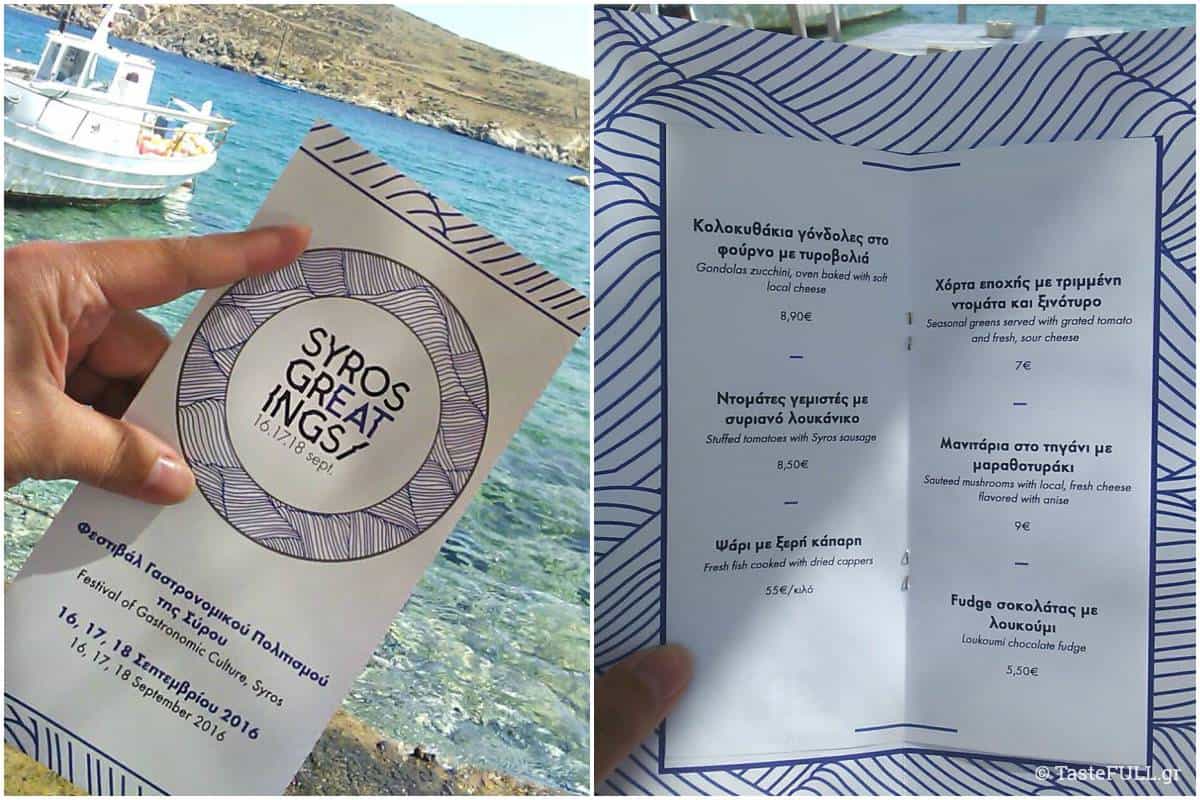 SYROS
GREAT
INGS/
16.17.18 sept.
Φεστιβάλ Γαστρονομικού Πολιτισμού
της Σύρου
Festival of Gastronomic Culture, Syros
16, 17, 18 Σεπτεμβρίου 2016
16, 17, 18 September 2016
Κολοκυθάκια γόνδολες στο
φούρνο με τυροβολιά
Gondolas zucchini, oven baked with soft
local cheese
8,90€
Ντομάτες γεμιστές με
συριανό λουκάνικο
Stuffed tomatoes with Syros sausage
8,50€
Ψάρι με ξερή κάπαρη
Fresh fish cooked with dried cappers
55€/κιλό
Χόρτα εποχής με τριμμένη
ντομάτα και ξινότυρο
Seasonal greens served with grated tomato
and fresh, sour cheese
7€
Μανιτάρια στο τηγάνι με
μαραθοτυράκι
Sauteed mushrooms with local, fresh cheese
flavored with anise
9€
Fudge σοκολάτας με
λουκούμι
Loukoumi chocolate fudge
5,50€
© TasteFULL.gr